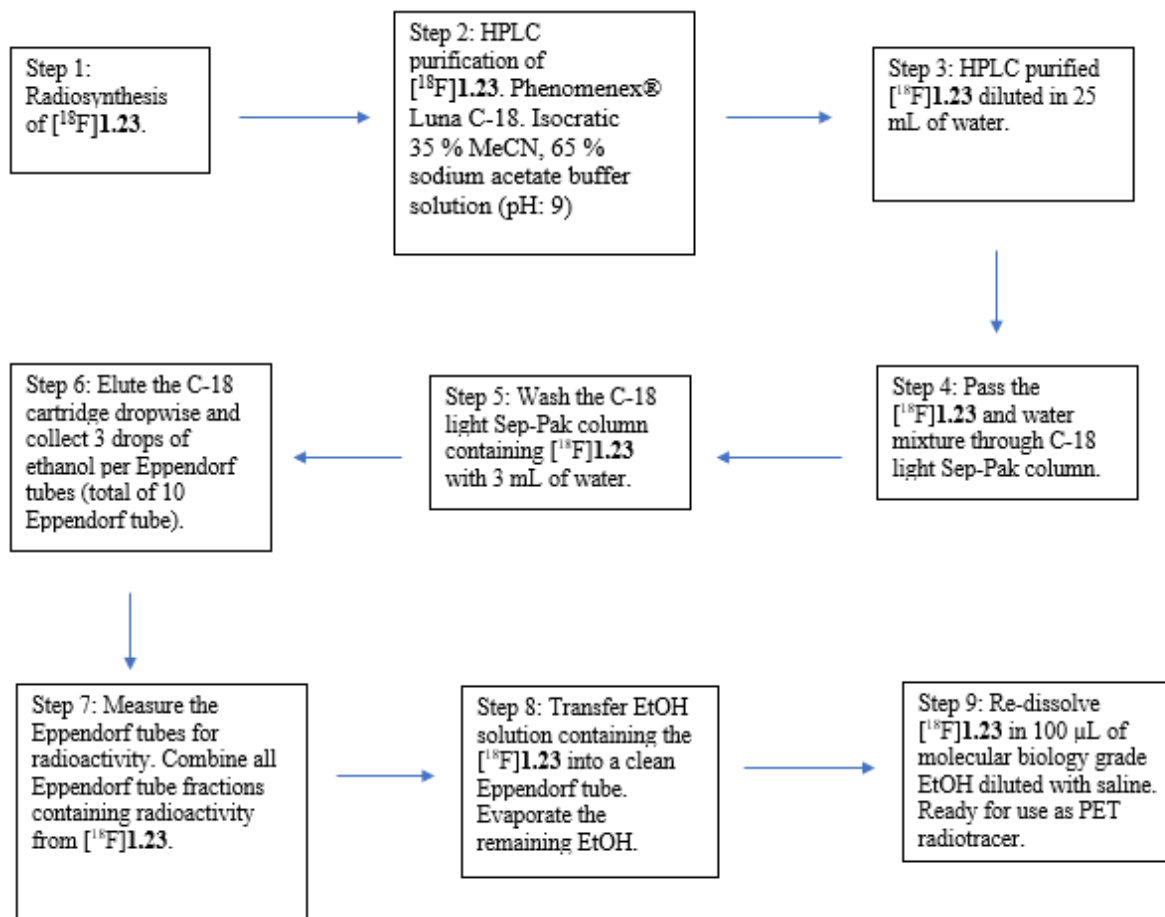 Step 1:
Radiosynthesis
of [¹⁸F]1.23.
Step 2: HPLC
purification of
[¹⁸F]1.23. Phenomenex®
Luna C-18. Isocratic
35 % MeCN, 65 %
sodium acetate buffer
solution (pH: 9)
Step 3: HPLC purified
[¹⁸F]1.23 diluted in 25
mL of water.
Step 4: Pass the
[¹⁸F]1.23 and water
mixture through C-18
light Sep-Pak column.
Step 5: Wash the C-18
light Sep-Pak column
containing [¹⁸F]1.23
with 3 mL of water.
Step 6: Elute the C-18
cartridge dropwise and
collect 3 drops of
ethanol per Eppendorf
tubes (total of 10
Eppendorf tube).
Step 7: Measure the
Eppendorf tubes for
radioactivity. Combine all
Eppendorf tube fractions
containing radioactivity
from [¹⁸F]1.23.
Step 8: Transfer EtOH
solution containing the
[¹⁸F]1.23 into a clean
Eppendorf tube.
Evaporate the
remaining EtOH.
Step 9: Re-dissolve
[¹⁸F]1.23 in 100 µL of
molecular biology grade
EtOH diluted with saline.
Ready for use as PET
radiotracer.